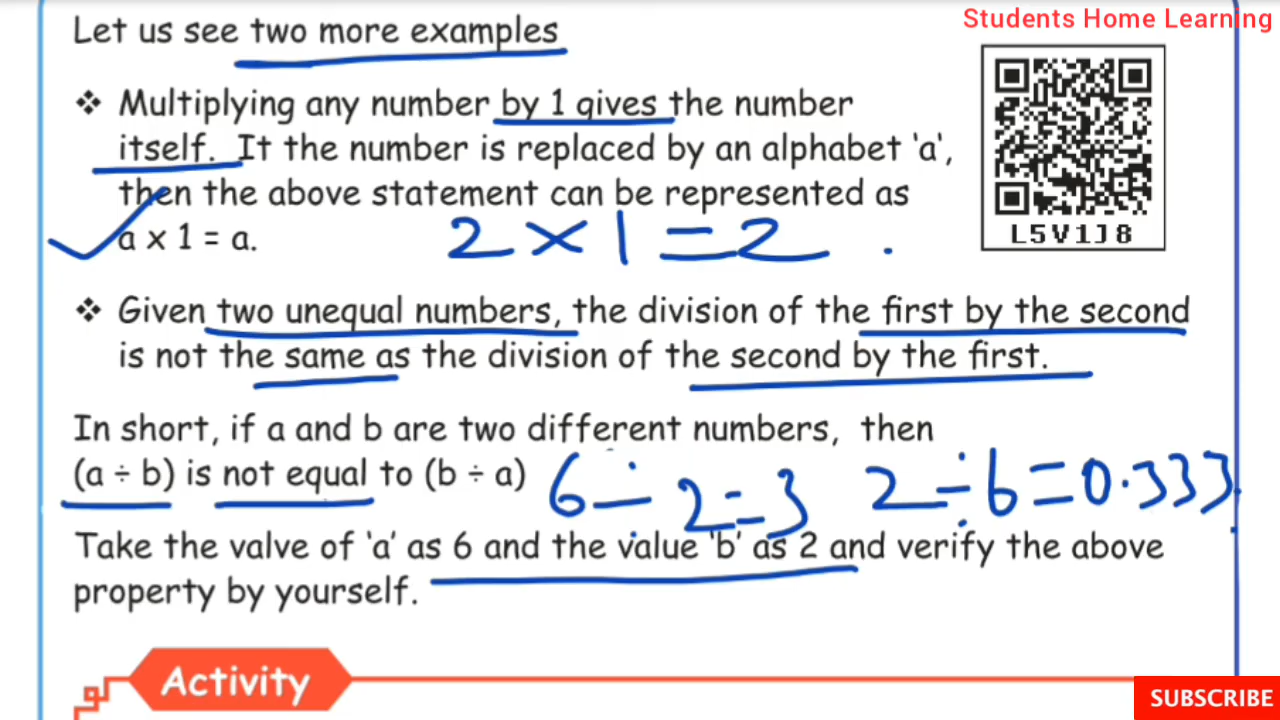 Students Home Learning
Let us see two more examples
❖ Multiplying any number by 1 gives the number
itself. It the number is replaced by an alphabet 'a',
then the above statement can be represented as
a x 1 = a.
2 × 1 = 2 .
L5V1J8
❖ Given two unequal numbers, the division of the first by the second
is not the same as the division of the second by the first.
In short, if a and b are two different numbers, then
(a ÷ b) is not equal to (b ÷ a)
6 ÷ 2 = 3
2 ÷ 6 = 0.333
Take the valve of 'a' as 6 and the value 'b' as 2 and verify the above
property by yourself.
Activity
SUBSCRIBE